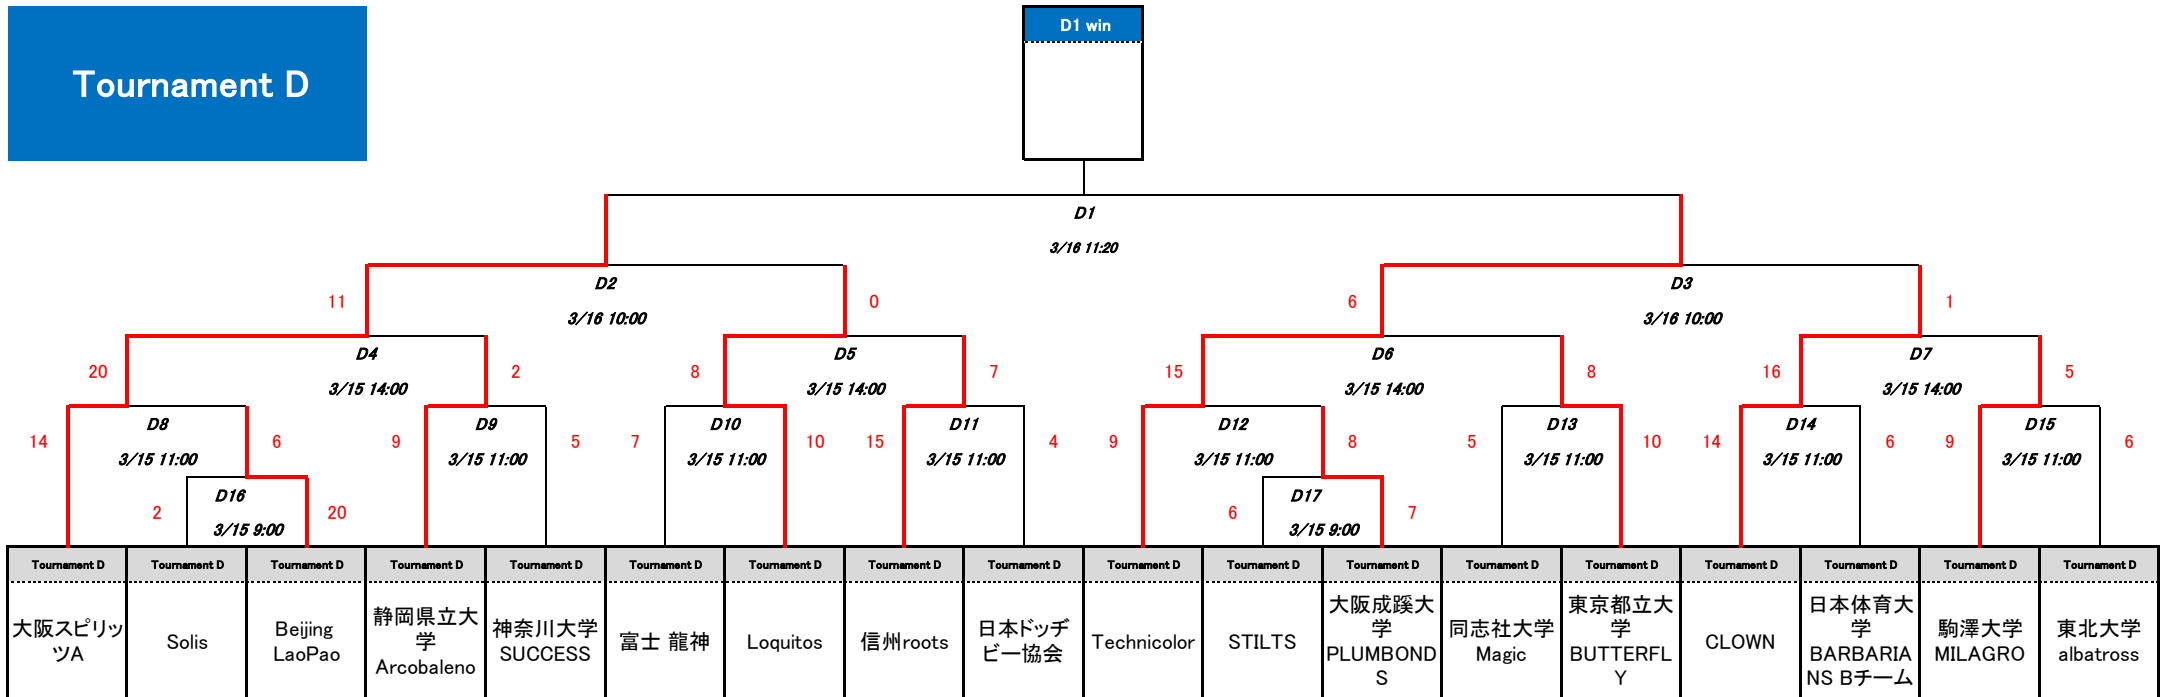 D1 win
Tournament D
D1
3/16 11:20
D2
D3
11
0
6
1
3/16 10:00
3/16 10:00
D4
D5
D6
D7
20
2
8
7
15
8
16
5
3/15 14:00
3/15 14:00
3/15 14:00
3/15 14:00
D8
D9
D10
D11
D12
D13
D14
D15
14
6
9
5
7
10
15
4
9
8
5
10
14
6
9
6
3/15 11:00
3/15 11:00
3/15 11:00
3/15 11:00
3/15 11:00
3/15 11:00
3/15 11:00
3/15 11:00
D16
D17
2
20
6
7
3/15 9:00
3/15 9:00
Tournament D
大阪スピリッ
ツA
Tournament D
Solis
Tournament D
Beijing
LaoPao
Tournament D
静岡県立大
学
Arcobaleno
Tournament D
神奈川大学
SUCCESS
Tournament D
富士 龍神
Tournament D
Loquitos
Tournament D
信州roots
Tournament D
日本ドッヂ
ビー協会
Tournament D
Technicolor
Tournament D
STILTS
Tournament D
大阪成蹊大
学
PLUMBOND
S
Tournament D
同志社大学
Magic
Tournament D
東京都立大
学
BUTTERFL
Y
Tournament D
CLOWN
Tournament D
日本体育大
学
BARBARIA
NS Bチーム
Tournament D
駒澤大学
MILAGRO
Tournament D
東北大学
albatross